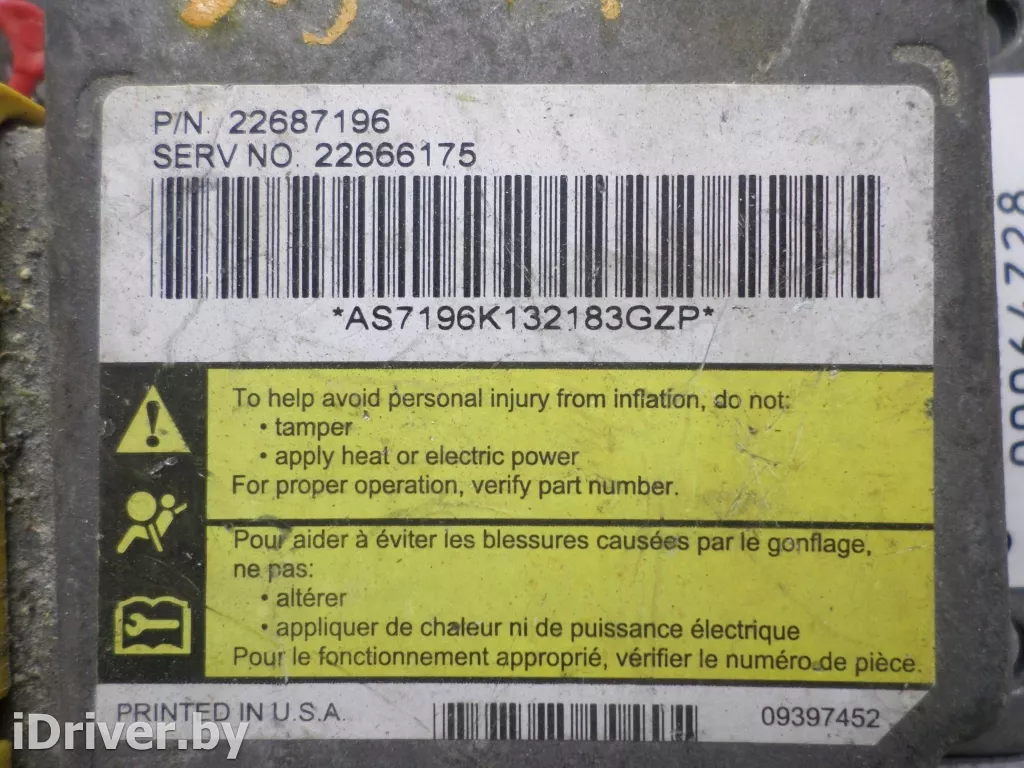 P/N: 22687196
SERV NO. 22666175
*AS7196K132183GZP*
To help avoid personal injury from inflation, do not:
• tamper
• apply heat or electric power
For proper operation, verify part number.
Pour aider à éviter les blessures causées par le gonflage,
ne pas:
• altérer
• appliquer de chaleur ni de puissance électrique
Pour le fonctionnement approprié, vérifier le numéro de pièce.
PRINTED IN U.S.A.
09397452
iDriver.by